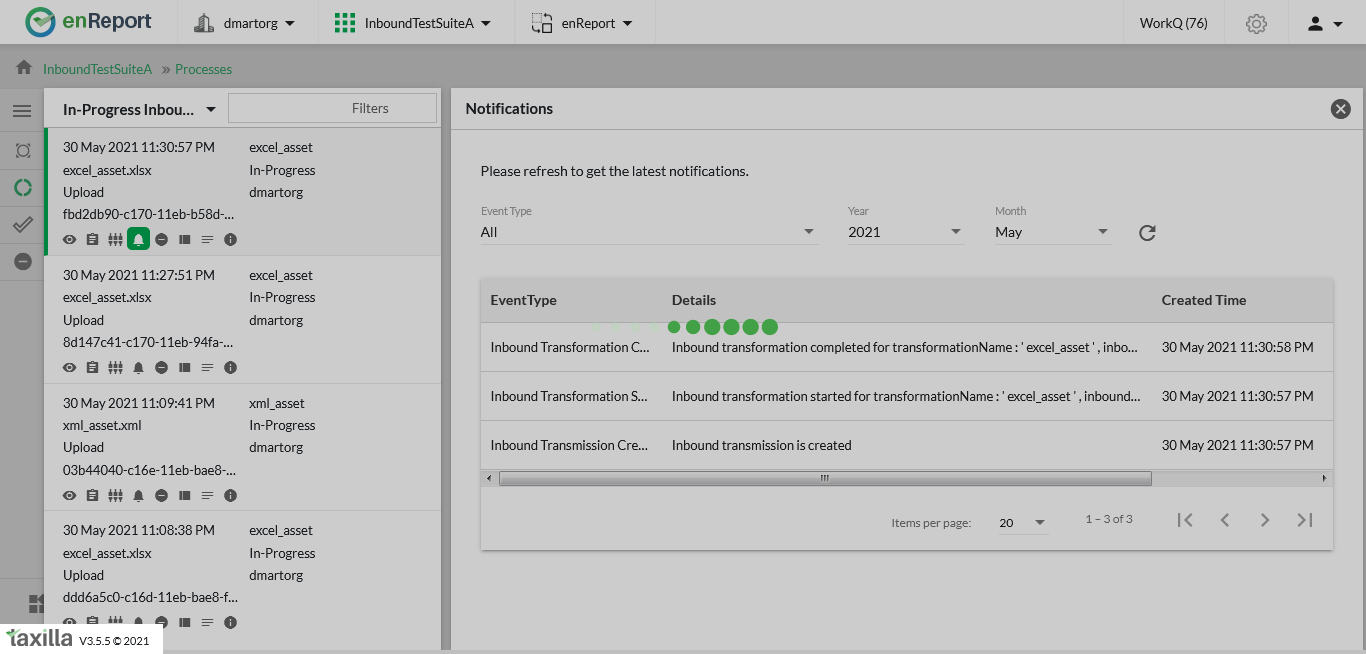 enReport dmartorg InboundTestSuiteA enReport WorkQ (76)
InboundTestSuiteA » Processes
In-Progress Inbou... Filters
30 May 2021 11:30:57 PM excel_asset
excel_asset.xlsx In-Progress
Upload dmartorg
fbd2db90-c170-11eb-b58d-...
30 May 2021 11:27:51 PM excel_asset
excel_asset.xlsx In-Progress
Upload dmartorg
8d147c41-c170-11eb-94fa-...
30 May 2021 11:09:41 PM xml_asset
xml_asset.xml In-Progress
Upload dmartorg
03b44040-c16e-11eb-bae8-...
30 May 2021 11:08:38 PM excel_asset
excel_asset.xlsx In-Progress
Upload dmartorg
ddd6a5c0-c16d-11eb-bae8-f...
Notifications
Please refresh to get the latest notifications.
Event Type Year Month
All 2021 May
EventType Details Created Time
Inbound Transformation C... Inbound transformation completed for transformationName : ' excel_asset ' , inbo... 30 May 2021 11:30:58 PM
Inbound Transformation S... Inbound transformation started for transformationName : ' excel_asset ' , inbound... 30 May 2021 11:30:57 PM
Inbound Transmission Cre... Inbound transmission is created 30 May 2021 11:30:57 PM
Items per page: 20 1 – 3 of 3
taxilla V3.5.5 © 2021